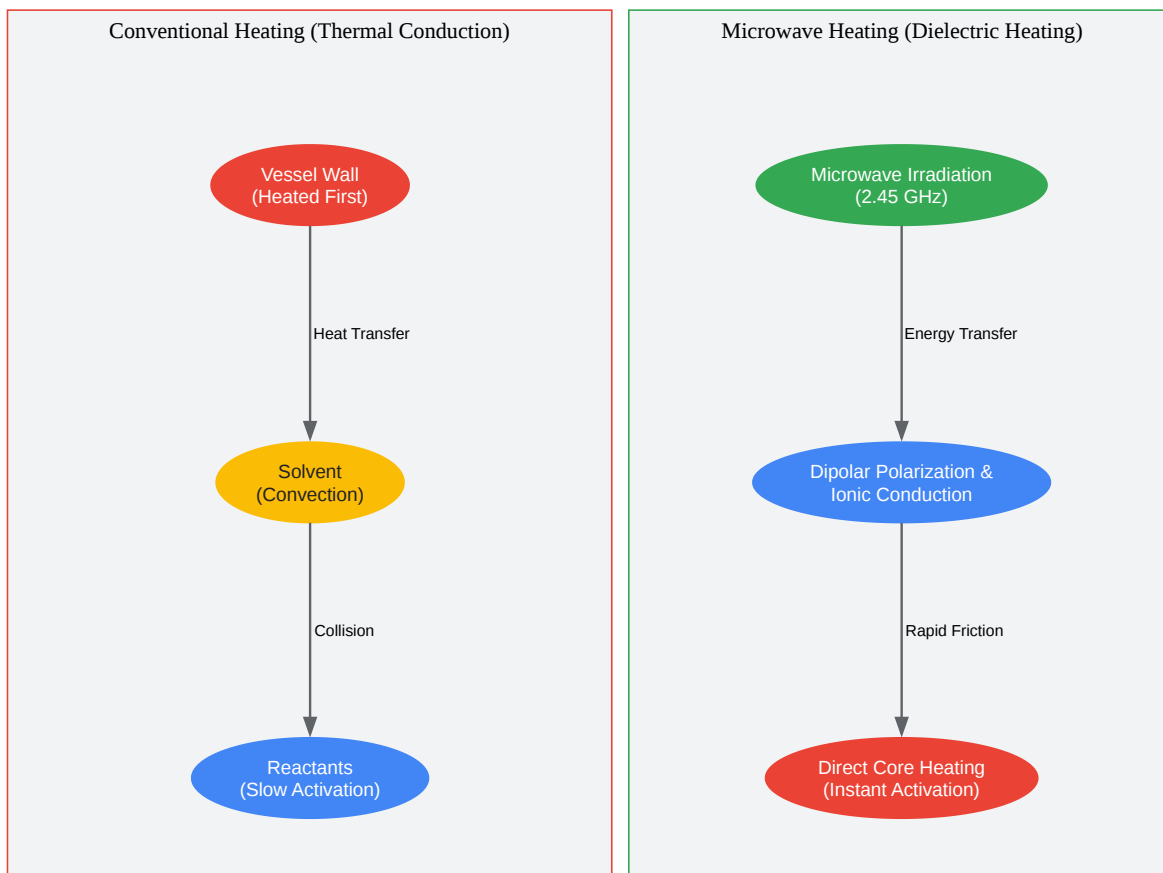 Conventional Heating (Thermal Conduction)
Vessel Wall
(Heated First)
Heat Transfer
Solvent
(Convection)
Collision
Reactants
(Slow Activation)
Microwave Heating (Dielectric Heating)
Microwave Irradiation
(2.45 GHz)
Energy Transfer
Dipolar Polarization &
Ionic Conduction
Rapid Friction
Direct Core Heating
(Instant Activation)